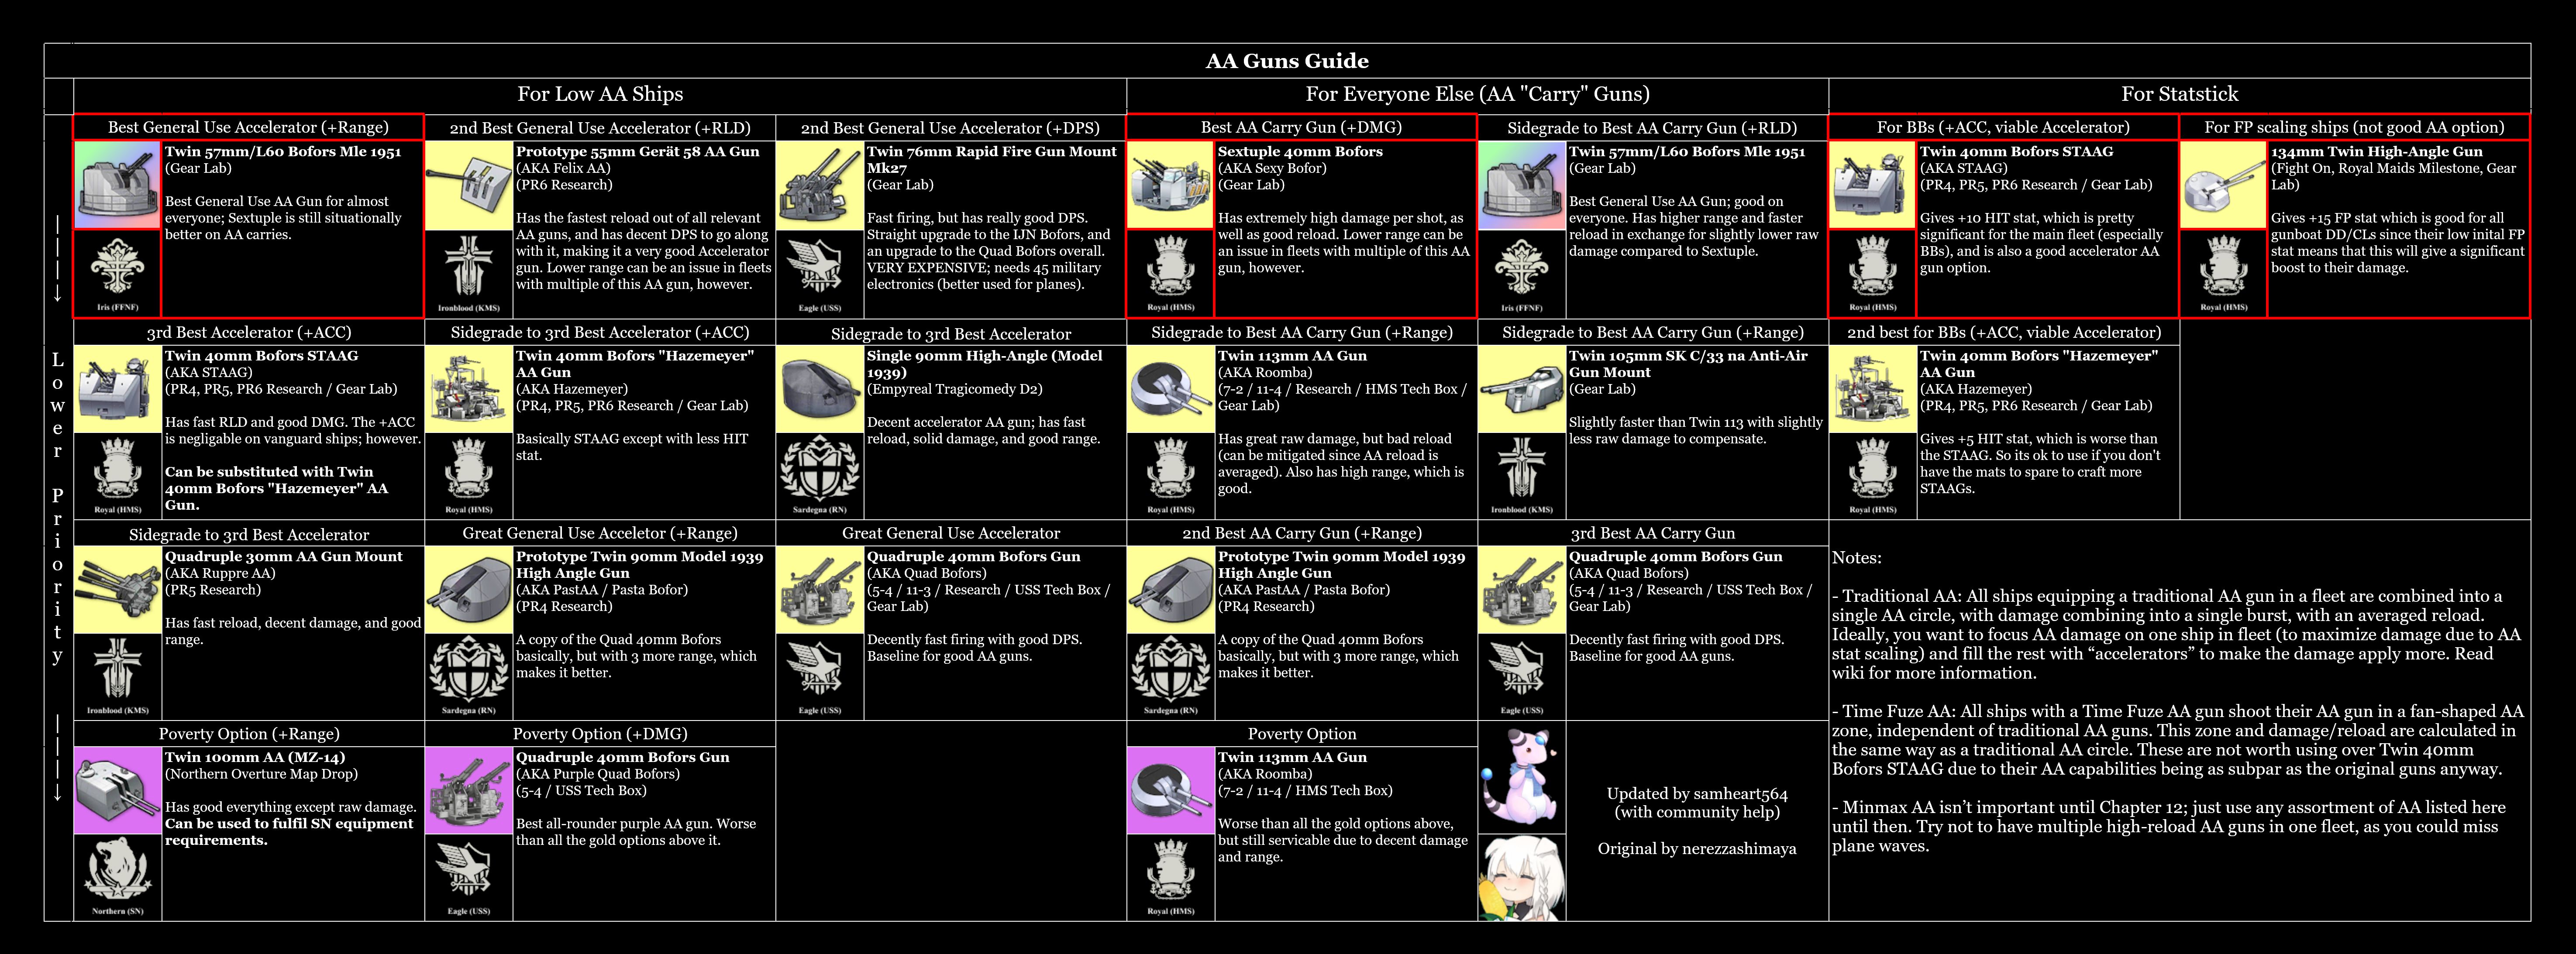 AA Guns Guide
For Low AA Ships
For Everyone Else (AA "Carry" Guns)
For Statstick
Lower Priority
Best General Use Accelerator (+Range)
Twin 57mm/L60 Bofors Mle 1951
(Gear Lab)
Best General Use AA Gun for almost
everyone; Sextuple is still situationally
better on AA carries.
Iris (FFNF)
2nd Best General Use Accelerator (+RLD)
Prototype 55mm Gerät 58 AA Gun
(AKA Felix AA)
(PR6 Research)
Has the fastest reload out of all relevant
AA guns, and has decent DPS to go along
with it, making it a very good Accelerator
gun. Lower range can be an issue in fleets
with multiple of this AA gun, however.
Ironblood (KMS)
2nd Best General Use Accelerator (+DPS)
Twin 76mm Rapid Fire Gun Mount
Mk27
(Gear Lab)
Fast firing, but has really good DPS.
Straight upgrade to the IJN Bofors, and
an upgrade to the Quad Bofors overall.
VERY EXPENSIVE; needs 45 military
electronics (better used for planes).
Eagle (USS)
Best AA Carry Gun (+DMG)
Sextuple 40mm Bofors
(AKA Sexy Bofor)
(Gear Lab)
Has extremely high damage per shot, as
well as good reload. Lower range can be
an issue in fleets with multiple of this AA
gun, however.
Royal (HMS)
Sidegrade to Best AA Carry Gun (+RLD)
Twin 57mm/L60 Bofors Mle 1951
(Gear Lab)
Best General Use AA Gun; good on
everyone. Has higher range and faster
reload in exchange for slightly lower raw
damage compared to Sextuple.
Iris (FFNF)
For BBs (+ACC, viable Accelerator)
Twin 40mm Bofors STAAG
(AKA STAAG)
(PR4, PR5, PR6 Research / Gear Lab)
Gives +10 HIT stat, which is pretty
significant for the main fleet (especially
BBs), and is also a good accelerator AA
gun option.
Royal (HMS)
For FP scaling ships (not good AA option)
134mm Twin High-Angle Gun
(Fight On, Royal Maids Milestone, Gear
Lab)
Gives +15 FP stat which is good for all
gunboat DD/CLs since their low inital FP
stat means that this will give a significant
boost to their damage.
Royal (HMS)
3rd Best Accelerator (+ACC)
Twin 40mm Bofors STAAG
(AKA STAAG)
(PR4, PR5, PR6 Research / Gear Lab)
Has fast RLD and good DMG. The +ACC
is negligable on vanguard ships; however.
Can be substituted with Twin
40mm Bofors "Hazemeyer" AA
Gun.
Royal (HMS)
Sidegrade to 3rd Best Accelerator (+ACC)
Twin 40mm Bofors "Hazemeyer"
AA Gun
(AKA Hazemeyer)
(PR4, PR5, PR6 Research / Gear Lab)
Basically STAAG except with less HIT
stat.
Royal (HMS)
Sidegrade to 3rd Best Accelerator
Single 90mm High-Angle (Model
1939)
(Empyreal Tragicomedy D2)
Decent accelerator AA gun; has fast
reload, solid damage, and good range.
Sardegna (RN)
Sidegrade to Best AA Carry Gun (+Range)
Twin 113mm AA Gun
(AKA Roomba)
(7-2 / 11-4 / Research / HMS Tech Box /
Gear Lab)
Has great raw damage, but bad reload
(can be mitigated since AA reload is
averaged). Also has high range, which is
good.
Royal (HMS)
Sidegrade to Best AA Carry Gun (+Range)
Twin 105mm SK C/33 na Anti-Air
Gun Mount
(Gear Lab)
Slightly faster than Twin 113 with slightly
less raw damage to compensate.
Ironblood (KMS)
2nd best for BBs (+ACC, viable Accelerator)
Twin 40mm Bofors "Hazemeyer"
AA Gun
(AKA Hazemeyer)
(PR4, PR5, PR6 Research / Gear Lab)
Gives +5 HIT stat, which is worse than
the STAAG. So its ok to use if you don't
have the mats to spare to craft more
STAAGs.
Royal (HMS)
Sidegrade to 3rd Best Accelerator
Quadruple 30mm AA Gun Mount
(AKA Ruppre AA)
(PR5 Research)
Has fast reload, decent damage, and good
range.
Ironblood (KMS)
Great General Use Acceletor (+Range)
Prototype Twin 90mm Model 1939
High Angle Gun
(AKA PastAA / Pasta Bofor)
(PR4 Research)
A copy of the Quad 40mm Bofors
basically, but with 3 more range, which
makes it better.
Sardegna (RN)
Great General Use Accelerator
Quadruple 40mm Bofors Gun
(AKA Quad Bofors)
(5-4 / 11-3 / Research / USS Tech Box /
Gear Lab)
Decently fast firing with good DPS.
Baseline for good AA guns.
Eagle (USS)
2nd Best AA Carry Gun (+Range)
Prototype Twin 90mm Model 1939
High Angle Gun
(AKA PastAA / Pasta Bofor)
(PR4 Research)
A copy of the Quad 40mm Bofors
basically, but with 3 more range, which
makes it better.
Sardegna (RN)
3rd Best AA Carry Gun
Quadruple 40mm Bofors Gun
(AKA Quad Bofors)
(5-4 / 11-3 / Research / USS Tech Box /
Gear Lab)
Decently fast firing with good DPS.
Baseline for good AA guns.
Eagle (USS)
Notes:
- Traditional AA: All ships equipping a traditional AA gun in a fleet are combined into a
single AA circle, with damage combining into a single burst, with an averaged reload.
Ideally, you want to focus AA damage on one ship in fleet (to maximize damage due to AA
stat scaling) and fill the rest with “accelerators” to make the damage apply more. Read
wiki for more information.
- Time Fuze AA: All ships with a Time Fuze AA gun shoot their AA gun in a fan-shaped AA
zone, independent of traditional AA guns. This zone and damage/reload are calculated in
the same way as a traditional AA circle. These are not worth using over Twin 40mm
Bofors STAAG due to their AA capabilities being as subpar as the original guns anyway.
- Minmax AA isn’t important until Chapter 12; just use any assortment of AA listed here
until then. Try not to have multiple high-reload AA guns in one fleet, as you could miss
plane waves.
Poverty Option (+Range)
Twin 100mm AA (MZ-14)
(Northern Overture Map Drop)
Has good everything except raw damage.
Can be used to fulfil SN equipment
requirements.
Northern (SN)
Poverty Option (+DMG)
Quadruple 40mm Bofors Gun
(AKA Purple Quad Bofors)
(5-4 / USS Tech Box)
Best all-rounder purple AA gun. Worse
than all the gold options above it.
Eagle (USS)
Poverty Option
Twin 113mm AA Gun
(AKA Roomba)
(7-2 / 11-4 / HMS Tech Box)
Worse than all the gold options above,
but still servicable due to decent damage
and range.
Royal (HMS)
Updated by samheart564
(with community help)
Original by nerezzashimaya